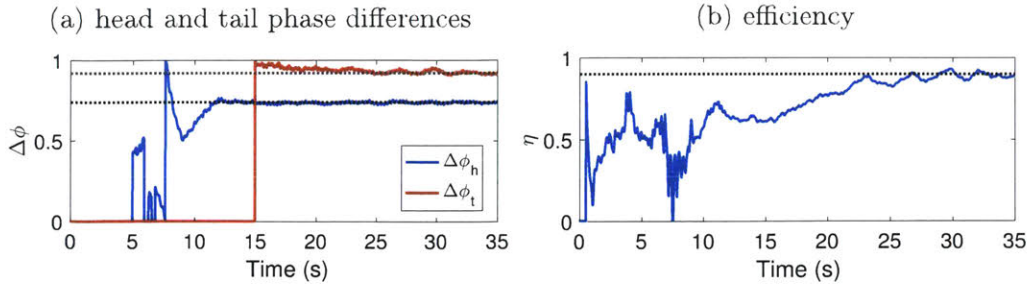 (a) head and tail phase differences
1
0.5
0
Δϕ
Δϕh
Δϕt
0 5 10 15 20 25 30 35
Time (s)
(b) efficiency
1
0.5
0
η
0 5 10 15 20 25 30 35
Time (s)